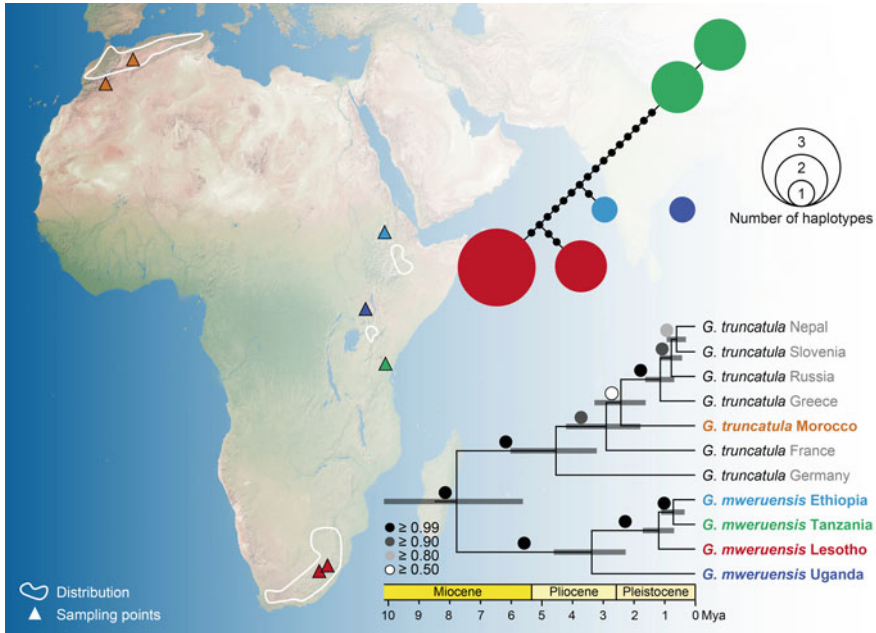 3
2
1
Number of haplotypes
G. truncatula Nepal
G. truncatula Slovenia
G. truncatula Russia
G. truncatula Greece
G. truncatula Morocco
G. truncatula France
G. truncatula Germany
G. mweruensis Ethiopia
G. mweruensis Tanzania
G. mweruensis Lesotho
G. mweruensis Uganda
≥ 0.99
≥ 0.90
≥ 0.80
≥ 0.50
Distribution
Sampling points
Miocene Pliocene Pleistocene
10 9 8 7 6 5 4 3 2 1 0 Mya